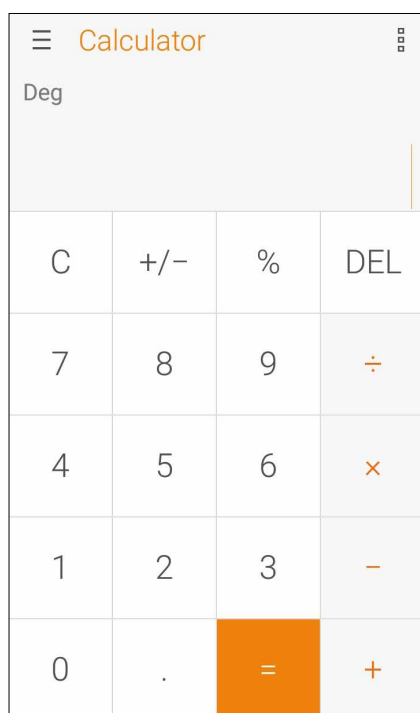 Calculator
Deg
C +/− % DEL
7 8 9 ÷
4 5 6 ×
1 2 3 −
0 . = +